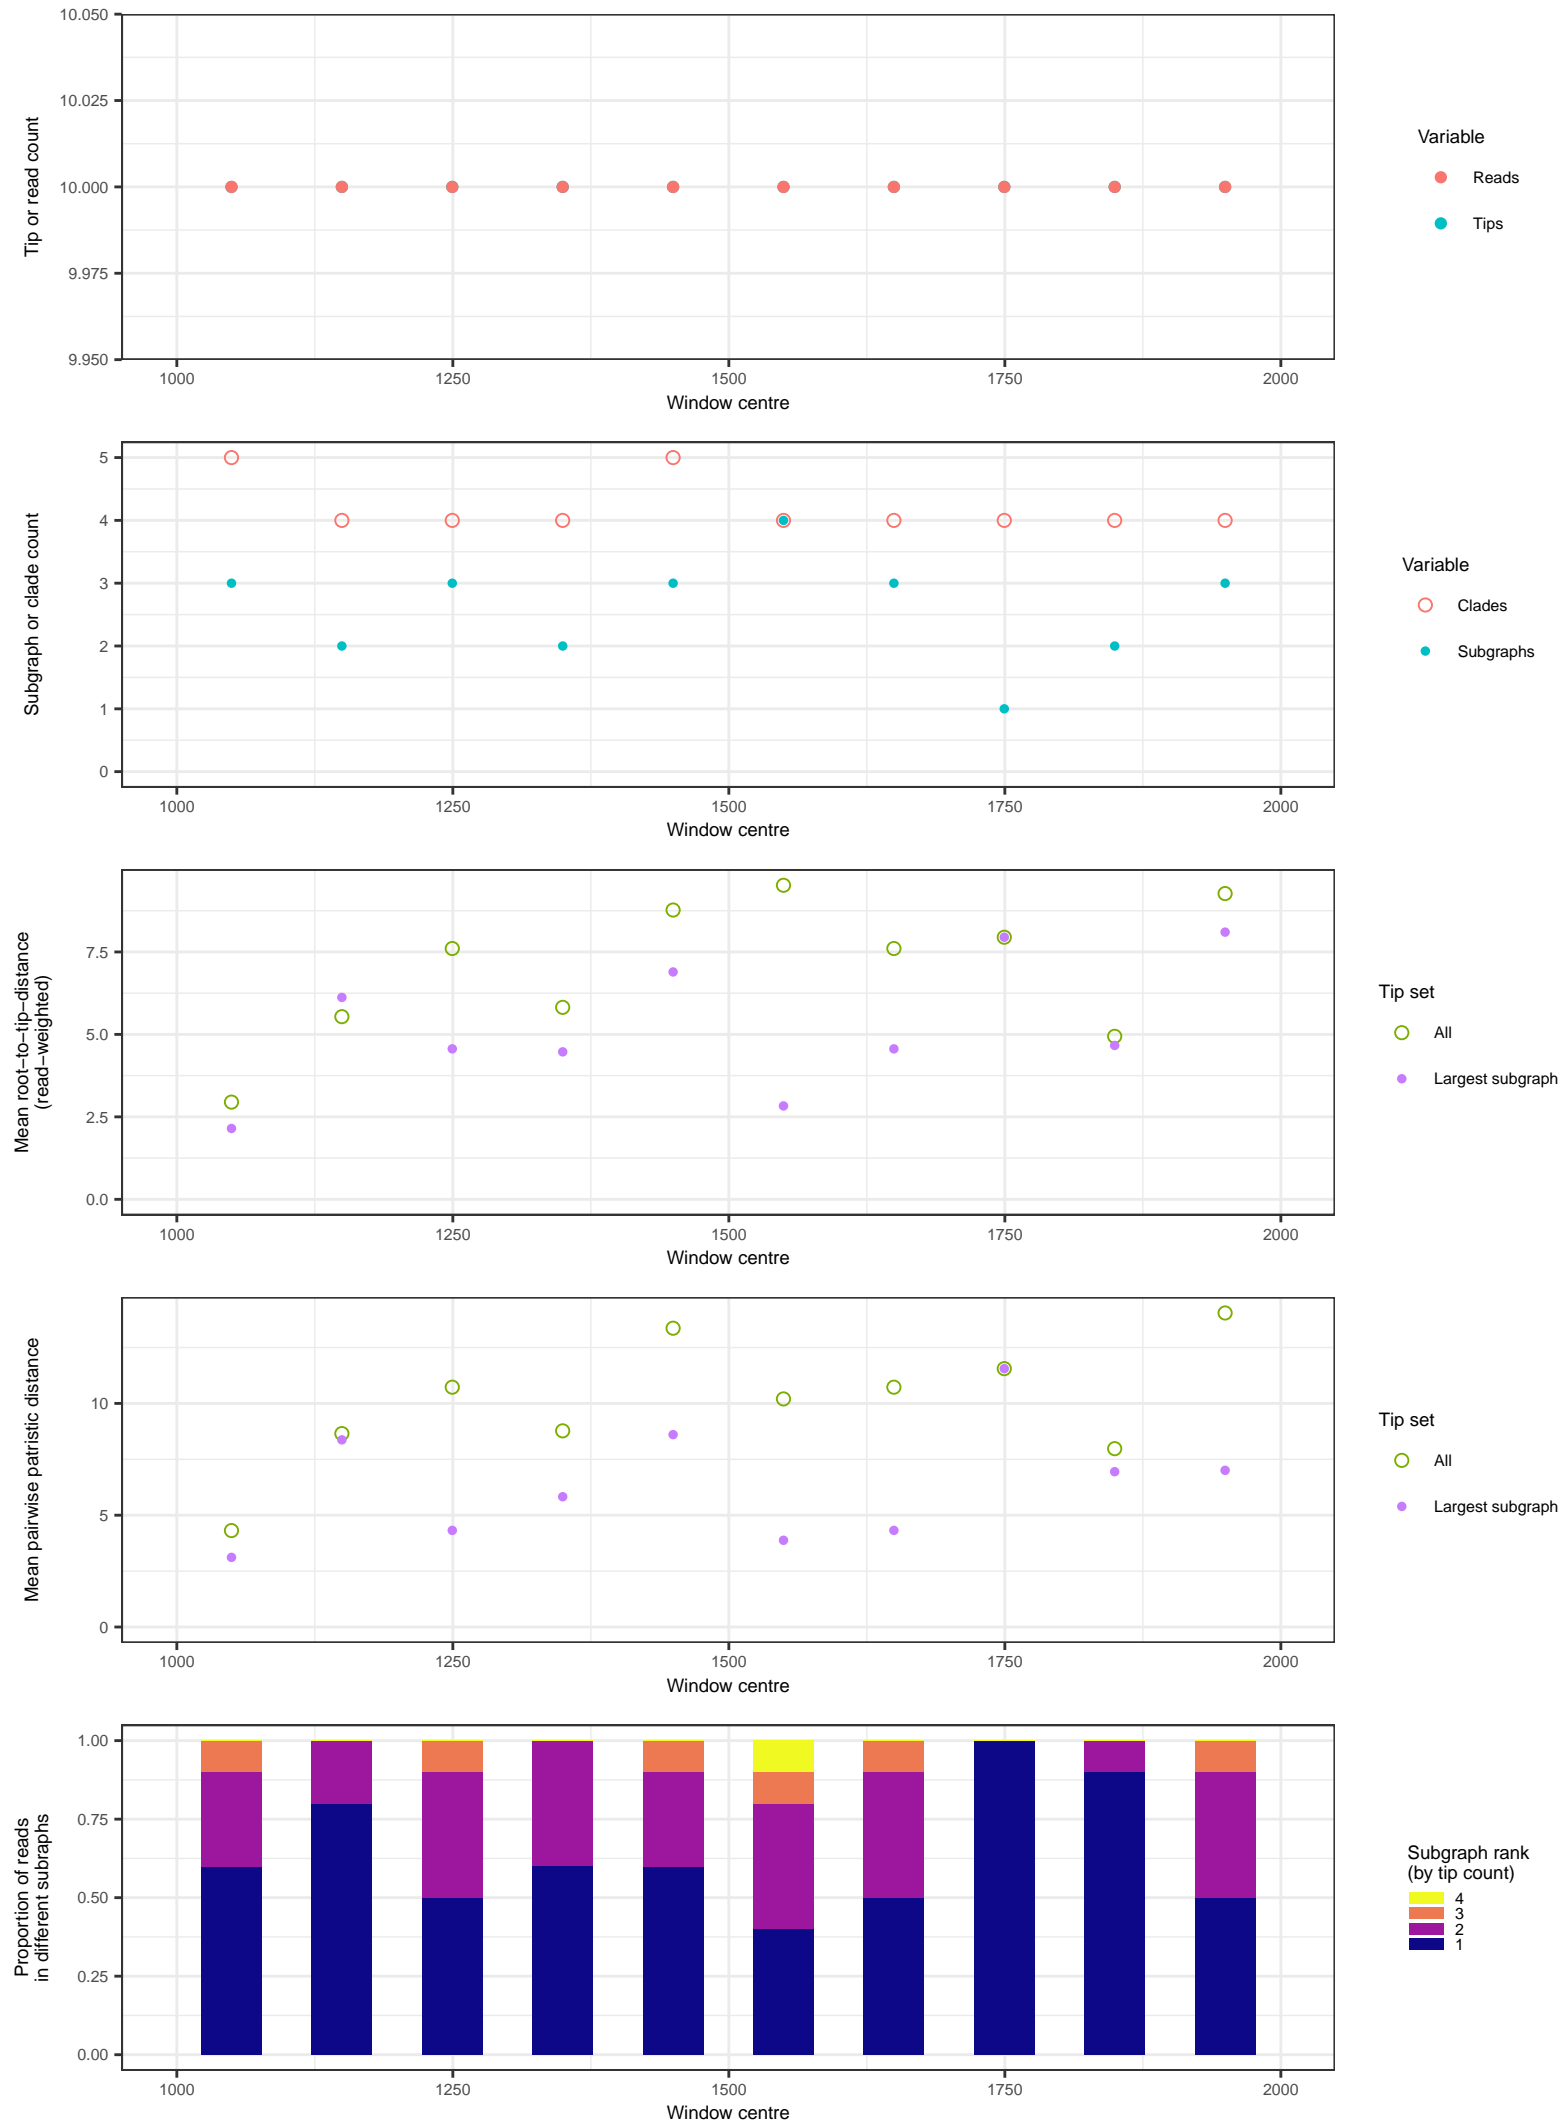 10.050
10.025
10.000
9.975
9.950
Tip or read count
1000 1250 1500 1750 2000
Window centre
Variable
Reads
Tips
5
4
3
2
1
0
Subgraph or clade count
1000 1250 1500 1750 2000
Window centre
Variable
Clades
Subgraphs
7.5
5.0
2.5
0.0
Mean root−to−tip−distance
(read−weighted)
1000 1250 1500 1750 2000
Window centre
Tip set
All
Largest subgraph
10
5
0
Mean pairwise patristic distance
1000 1250 1500 1750 2000
Window centre
Tip set
All
Largest subgraph
1.00
0.75
0.50
0.25
0.00
Proportion of reads
in different subraphs
1000 1250 1500 1750 2000
Window centre
Subgraph rank
(by tip count)
4
3
2
1